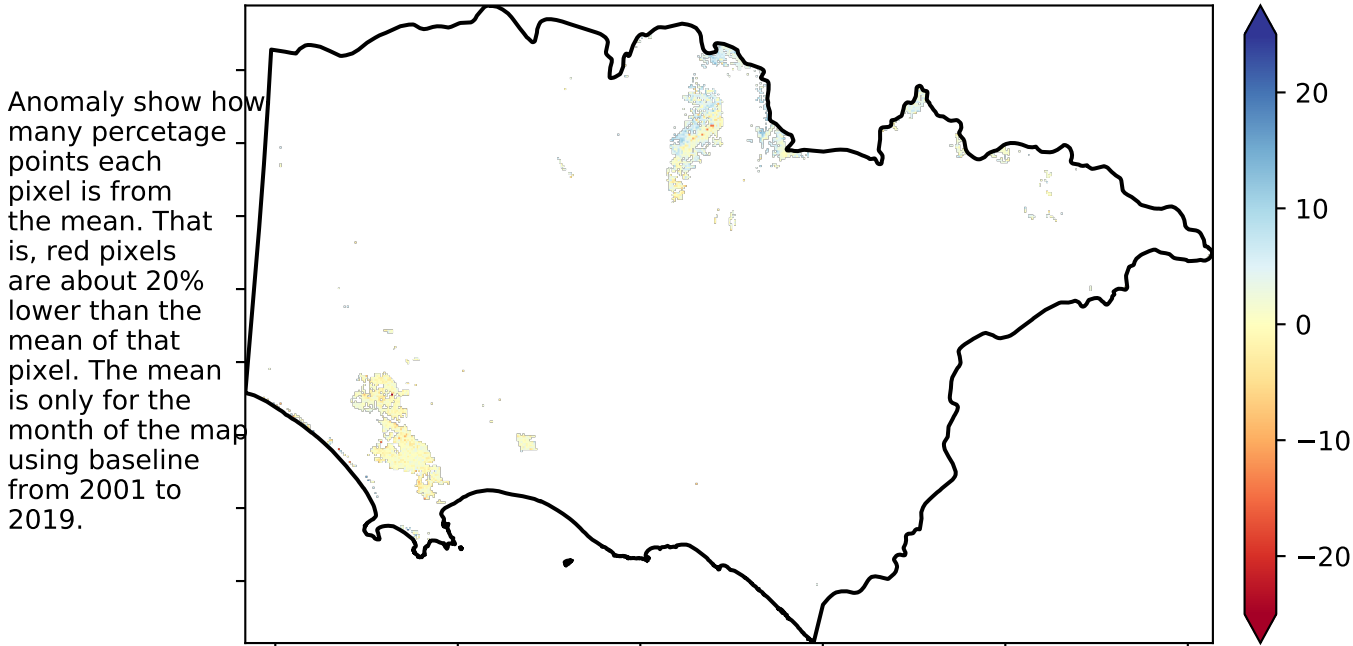 Anomaly show how
many percetage
points each
pixel is from
the mean. That
is, red pixels
are about 20%
lower than the
mean of that
pixel. The mean
is only for the
month of the map
using baseline
from 2001 to
2019.
20
10
0
−10
−20